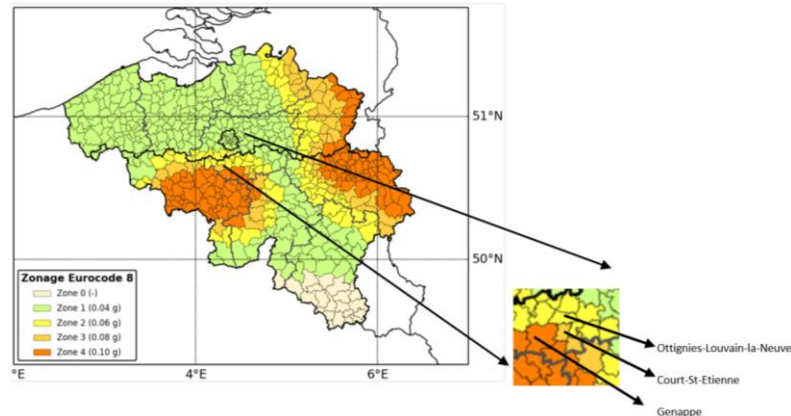 51°N
50°N
Zonage Eurocode 8
Zone 0 (-)
Zone 1 (0.04 g)
Zone 2 (0.06 g)
Zone 3 (0.08 g)
Zone 4 (0.10 g)
°E 4°E 6°E
Ottignies-Louvain-la-Neuve
Court-St-Etienne
Genappe